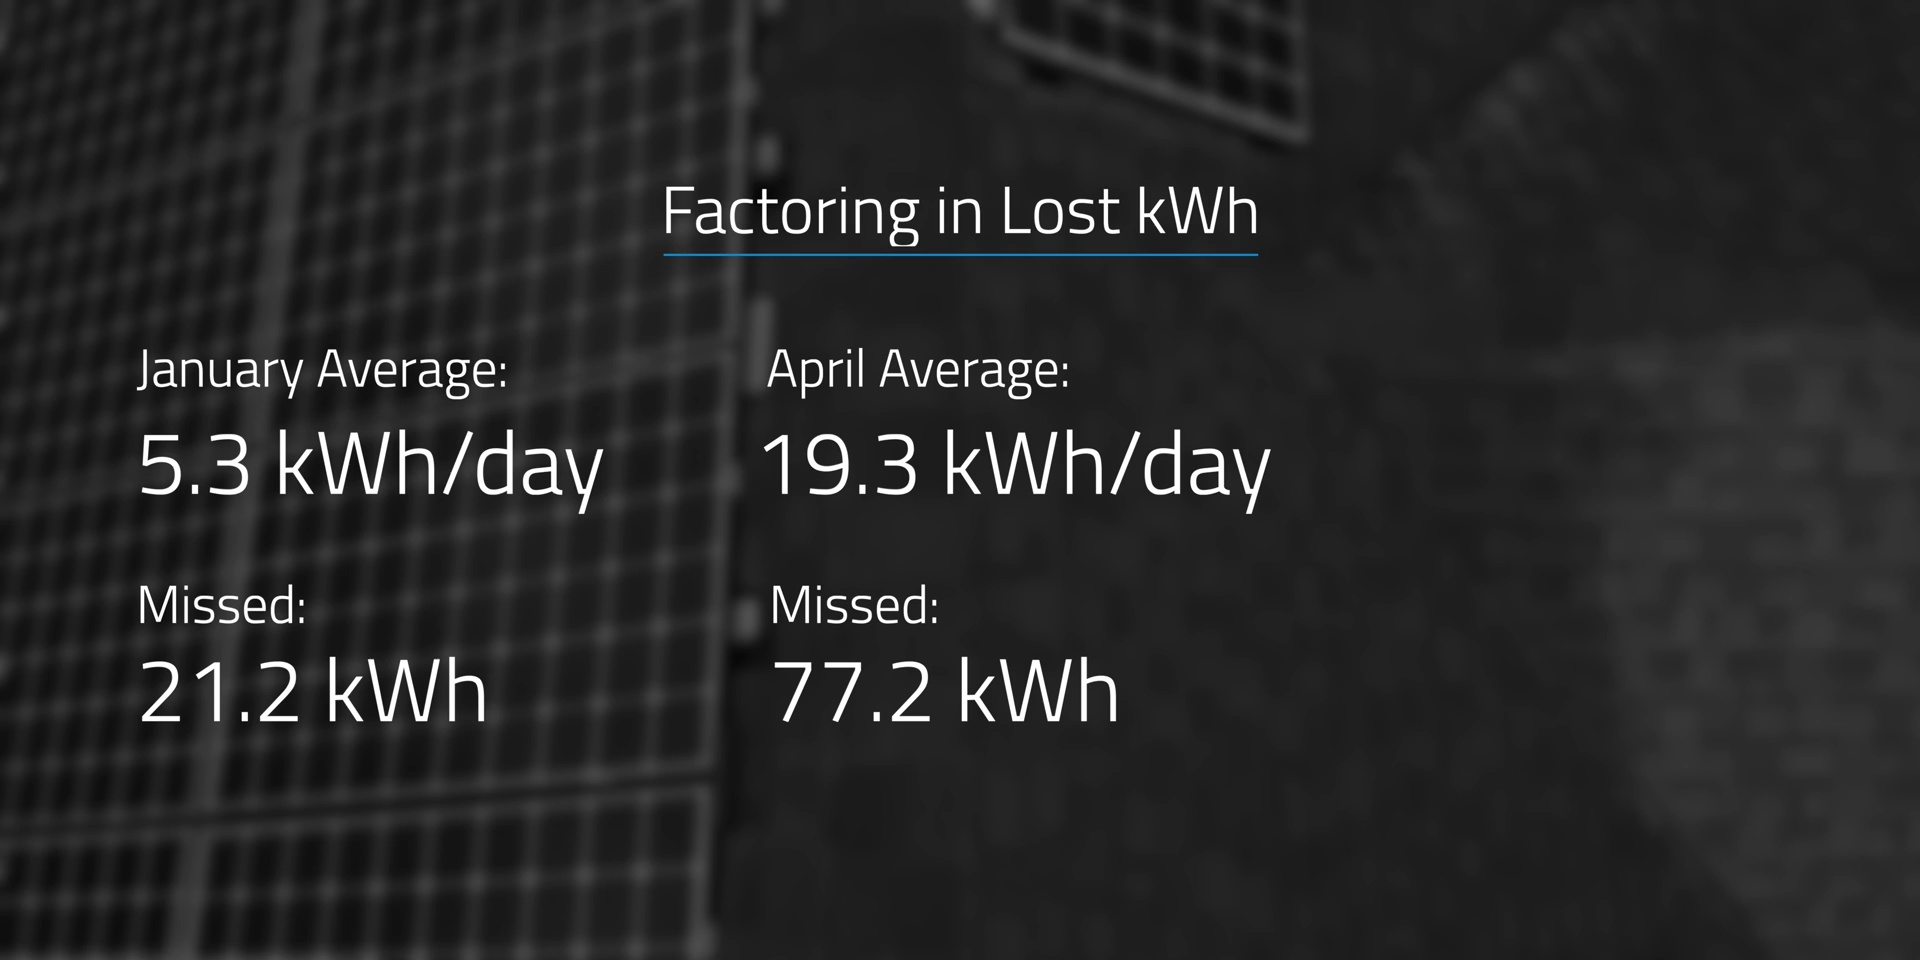 Factoring in Lost kWh
January Average:
5.3 kWh/day
Missed:
21.2 kWh
April Average:
19.3 kWh/day
Missed:
77.2 kWh